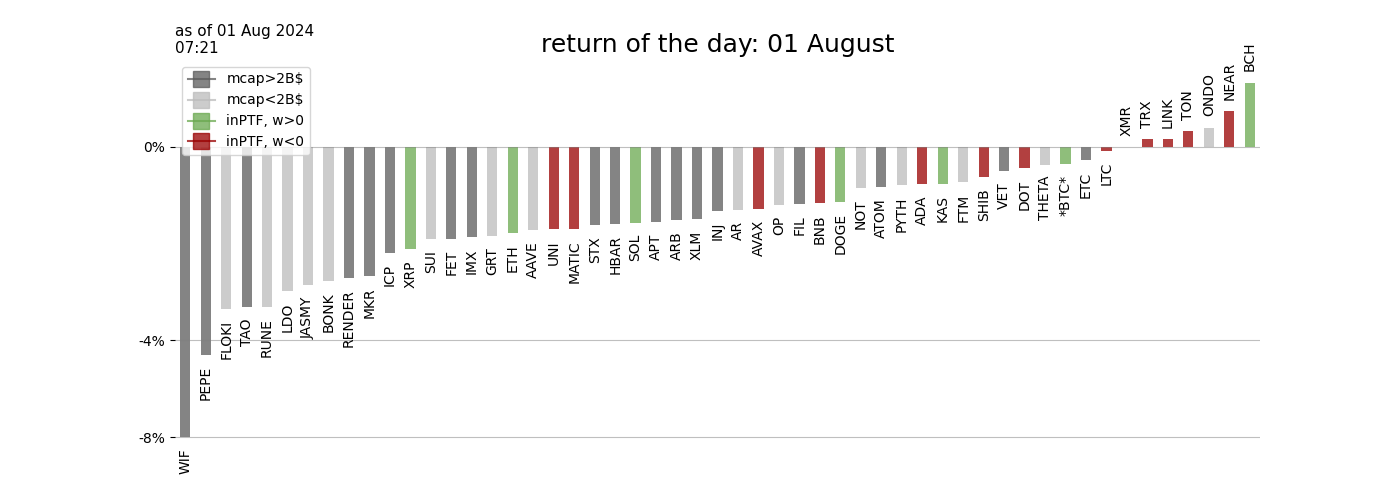 as of 01 Aug 2024
07:21
return of the day: 01 August
mcap>2B$
mcap<2B$
inPTF, w>0
inPTF, w<0
0%
-4%
-8%
WIF
PEPE
FLOKI
TAO
RUNE
LDO
JASMY
BONK
RENDER
MKR
ICP
XRP
SUI
FET
IMX
GRT
ETH
AAVE
UNI
MATIC
STX
HBAR
SOL
APT
ARB
XLM
INJ
AR
AVAX
OP
FIL
BNB
DOGE
NOT
ATOM
PYTH
ADA
KAS
FTM
SHIB
VET
DOT
THETA
*BTC*
ETC
LTC
XMR
TRX
LINK
TON
ONDO
NEAR
BCH